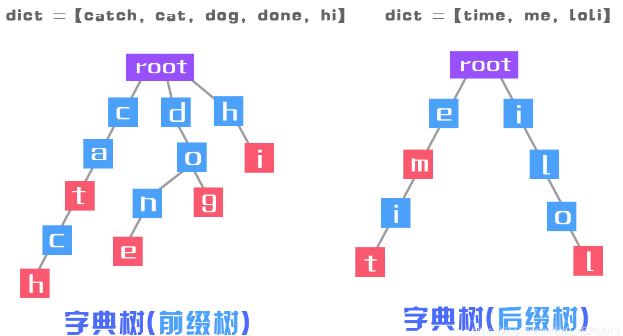 dict =【catch, cat, dog, done, hi】
dict =【time, me, loli】
root
c
d
h
a
o
i
t
n
g
c
e
h
root
e
i
m
l
i
o
t
l
字典树(前缀树)
字典树(后缀树)